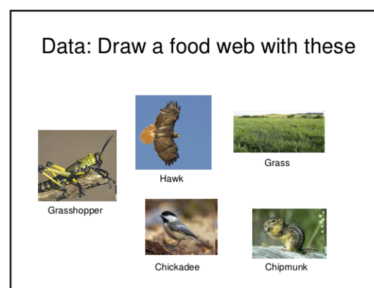 Data: Draw a food web with these
Hawk
Grass
Grasshopper
Chickadee
Chipmunk